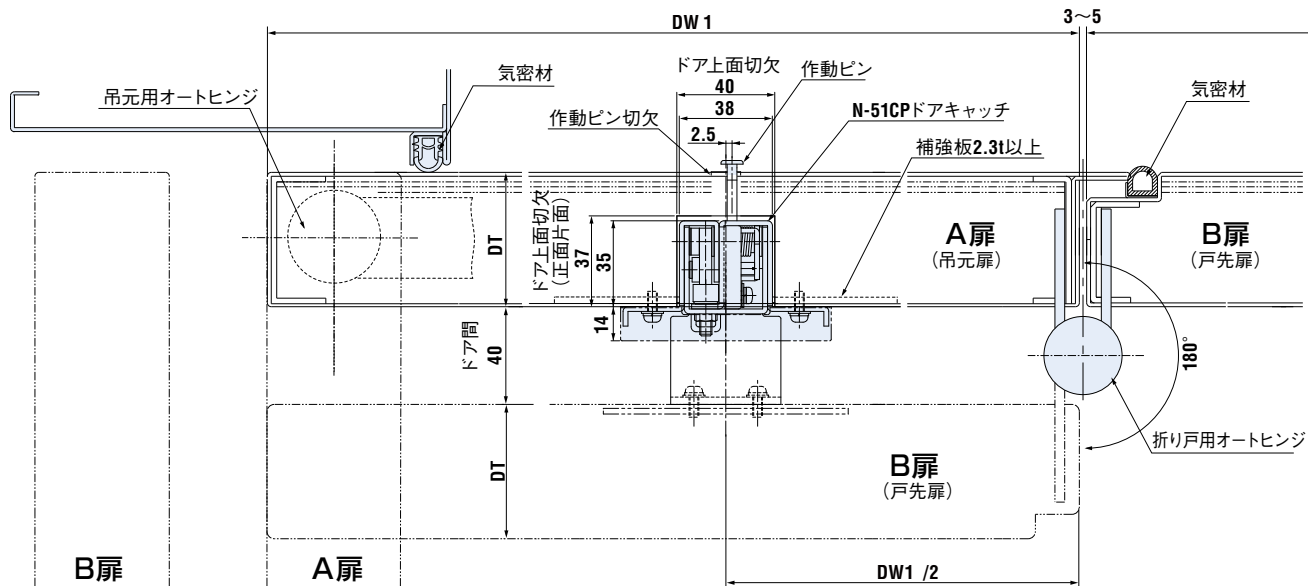 DW 1
3～5
吊元用オートヒンジ
気密材
ドア上面切欠
40
38
2.5
作動ピン
作動ピン切欠
N-51CPドアキャッチ
補強板2.3t以上
気密材
DT
ドア上面切欠
(正面片面)
37
35
14
A扉
(吊元扉)
B扉
(戸先扉)
ドア間
40
180°
折り戸用オートヒンジ
DT
B扉
(戸先扉)
B扉
A扉
DW1 /2